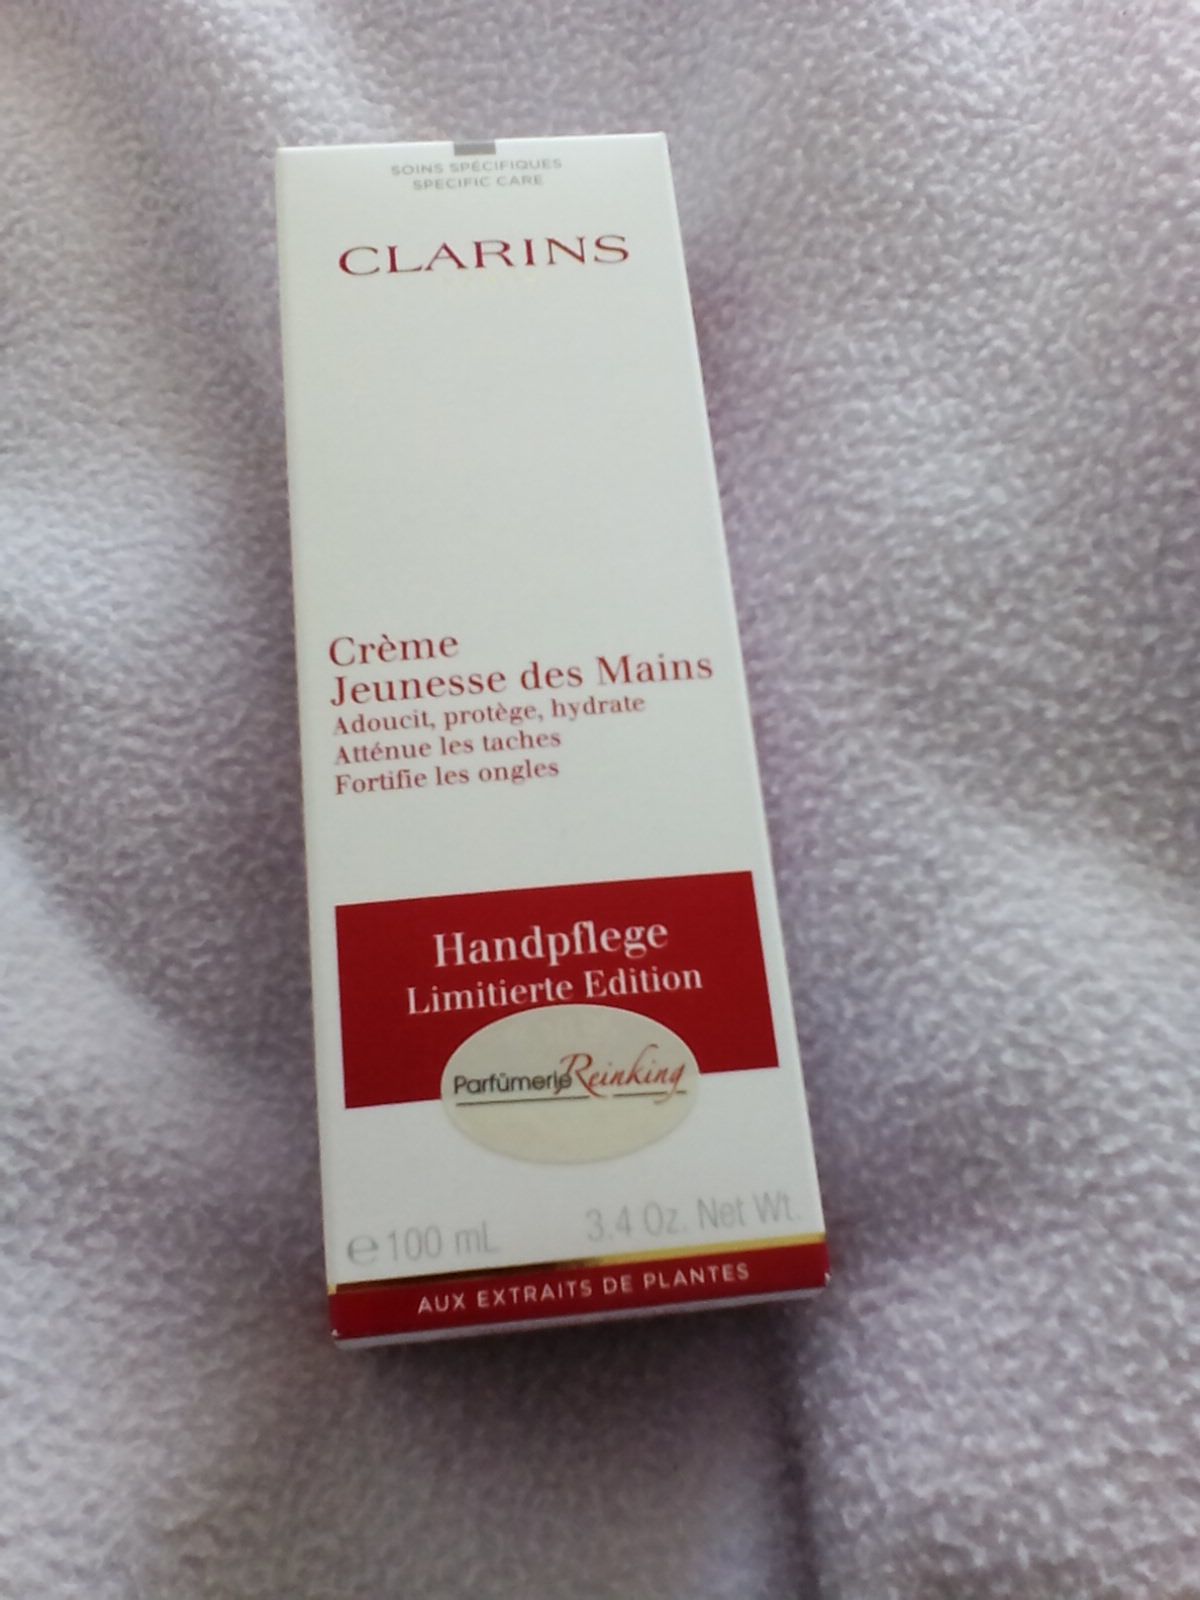 SOINS SPÉCIFIQUES
SPECIFIC CARE
CLARINS
Crème
Jeunesse des Mains
Adoucit, protège, hydrate
Atténue les taches
Fortifie les ongles
Handpflege
Limitierte Edition
Parfümerie Reinking
℮ 100 mL 3.4 Oz. Net Wt.
AUX EXTRAITS DE PLANTES